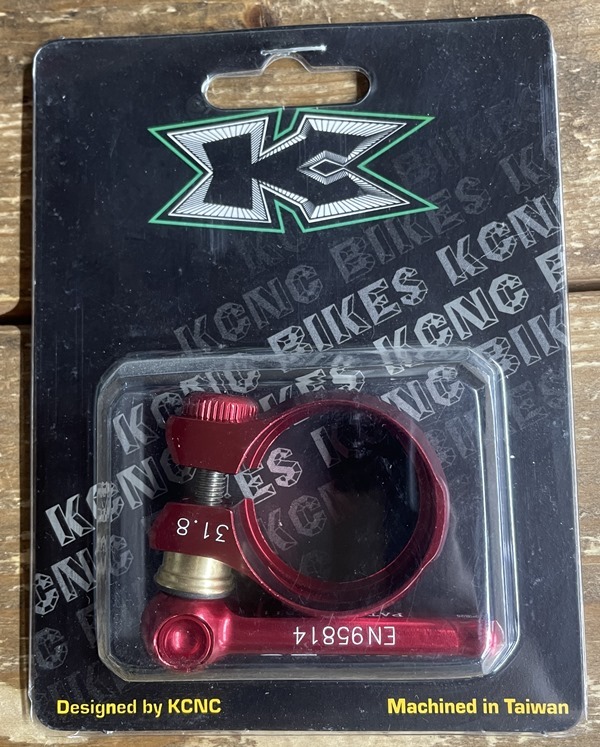 KC
KCNC BIKES KCNC
KCNC BIKES KCNC BIKES
KCNC BIKES KCNC BIKES
KCNC BIKES KCNC BIKES
KCNC
31.8
EN95814
Designed by KCNC
Machined in Taiwan